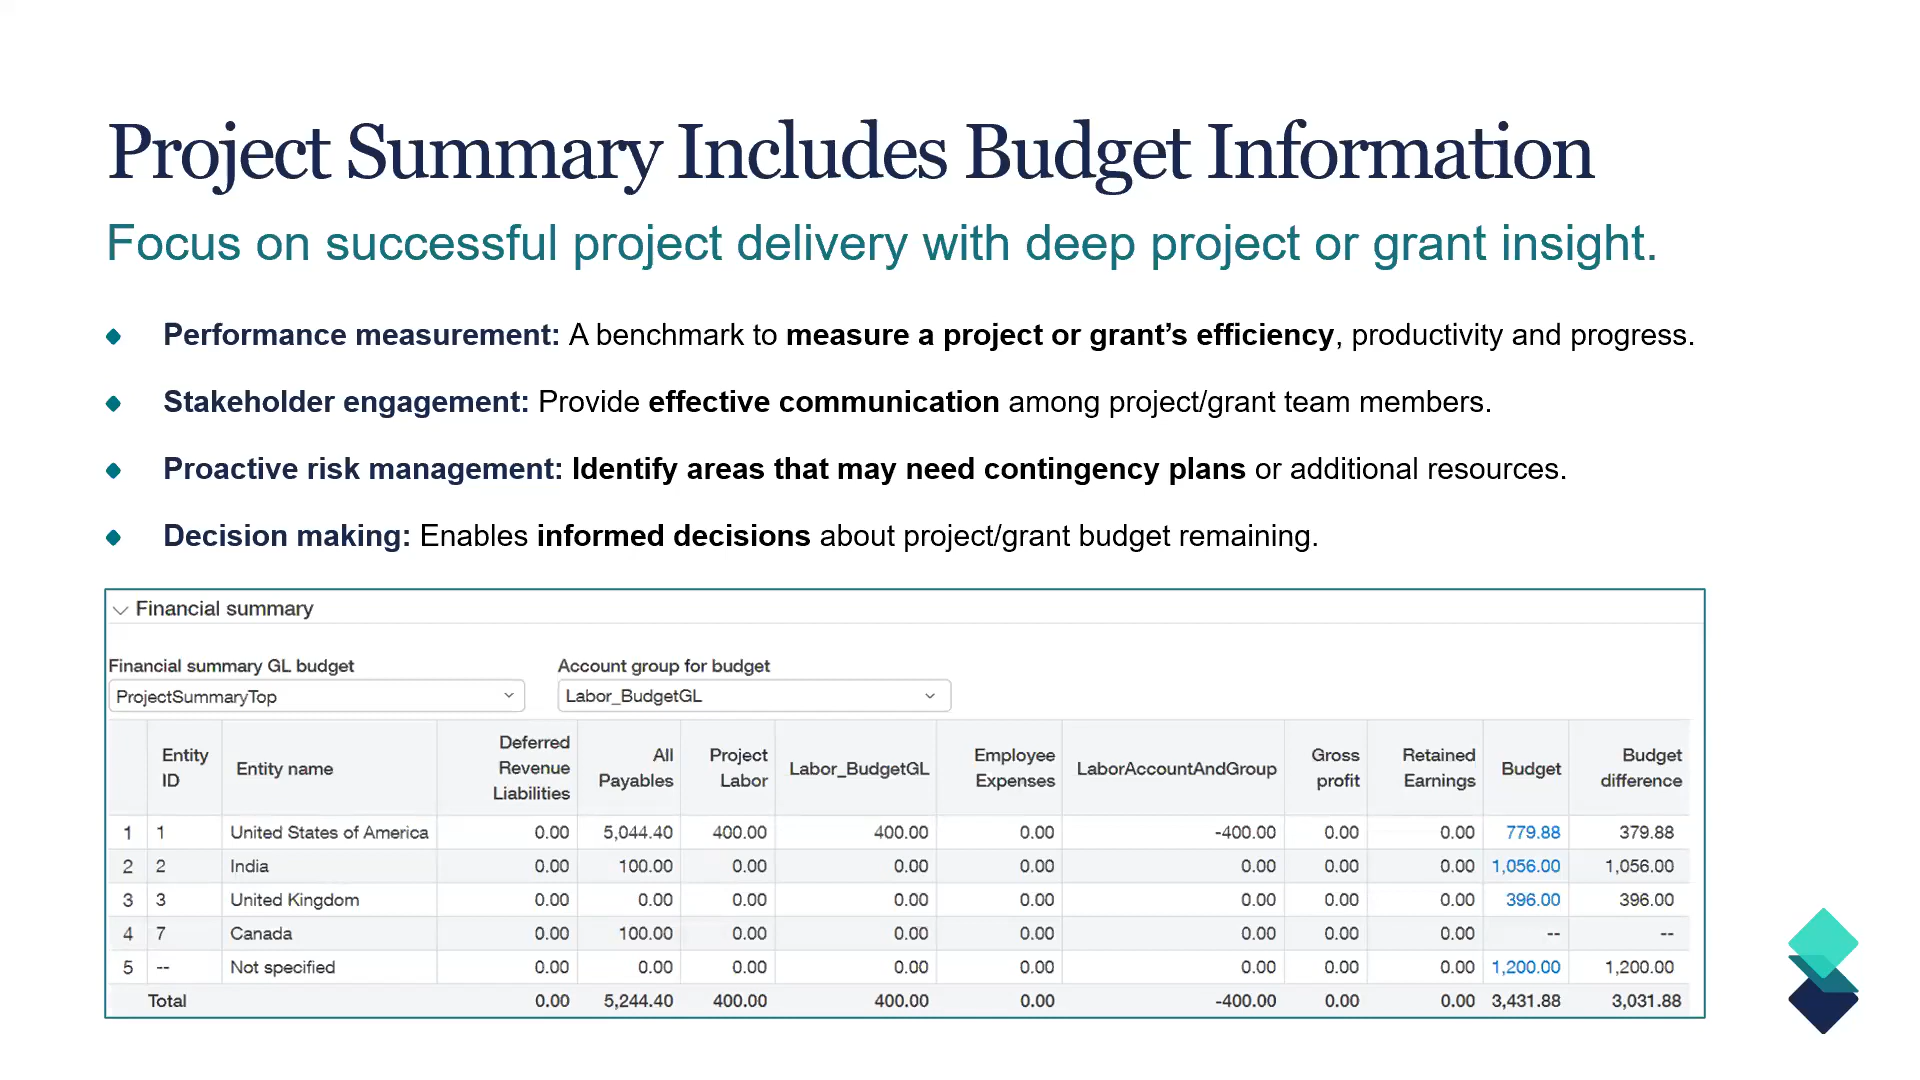 Project Summary Includes Budget Information
Focus on successful project delivery with deep project or grant insight.
Performance measurement: A benchmark to measure a project or grant’s efficiency, productivity and progress.
Stakeholder engagement: Provide effective communication among project/grant team members.
Proactive risk management: Identify areas that may need contingency plans or additional resources.
Decision making: Enables informed decisions about project/grant budget remaining.
Financial summary
Financial summary GL budget Account group for budget
ProjectSummaryTop Labor_BudgetGL
Entity ID Entity name Deferred Revenue Liabilities All Payables Project Labor Labor_BudgetGL Employee Expenses LaborAccountAndGroup Gross profit Retained Earnings Budget Budget difference
1 1 United States of America 0.00 5,044.40 400.00 400.00 0.00 -400.00 0.00 0.00 779.88 379.88
2 2 India 0.00 100.00 0.00 0.00 0.00 0.00 0.00 0.00 1,056.00 1,056.00
3 3 United Kingdom 0.00 0.00 0.00 0.00 0.00 0.00 0.00 0.00 396.00 396.00
4 7 Canada 0.00 100.00 0.00 0.00 0.00 0.00 0.00 0.00 -- --
5 -- Not specified 0.00 0.00 0.00 0.00 0.00 0.00 0.00 0.00 1,200.00 1,200.00
Total 0.00 5,244.40 400.00 400.00 0.00 -400.00 0.00 0.00 3,431.88 3,031.88